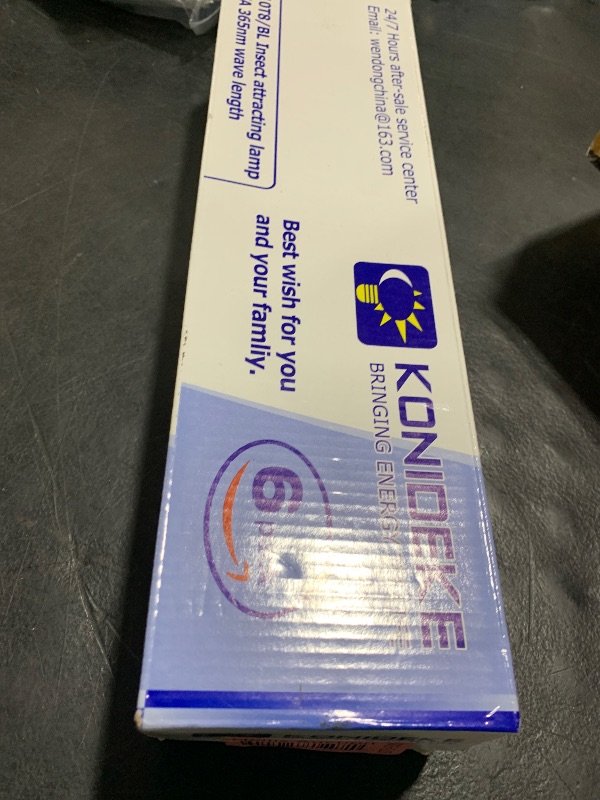 24/7 Hours after-sale service center
Email: wendongchina@163.com
0T8/BL Insect attracting lamp
A 365nm wave length
Best wish for you
and your famliy.
KONIDEKE
BRINGING ENERGY
6